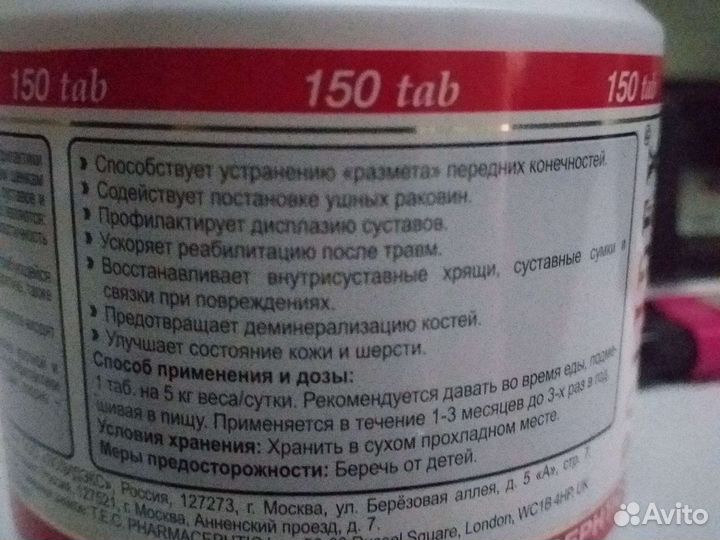 150 tab 150 tab 150 tab
» Способствует устранению «размета» передних конечностей.
» Содействует постановке ушных раковин.
» Профилактирует дисплазию суставов.
» Ускоряет реабилитацию после травм.
» Восстанавливает внутрисуставные хрящи, суставные сумки и
связки при повреждениях.
» Предотвращает деминерализацию костей.
» Улучшает состояние кожи и шерсти.
Способ применения и дозы:
1 таб. на 5 кг веса/сутки. Рекомендуется давать во время еды, подме-
шивая в пищу. Применяется в течение 1-3 месяцев до 3-х раз в год.
Условия хранения: Хранить в сухом прохладном месте.
Меры предосторожности: Беречь от детей.
Россия, 127273, г. Москва, ул. Берёзовая аллея, д. 5 «А», стр. 7.
127521, г. Москва, Анненский проезд, д. 7.
T.E.C. Square, London, WC1B 4HP, UK
Avito